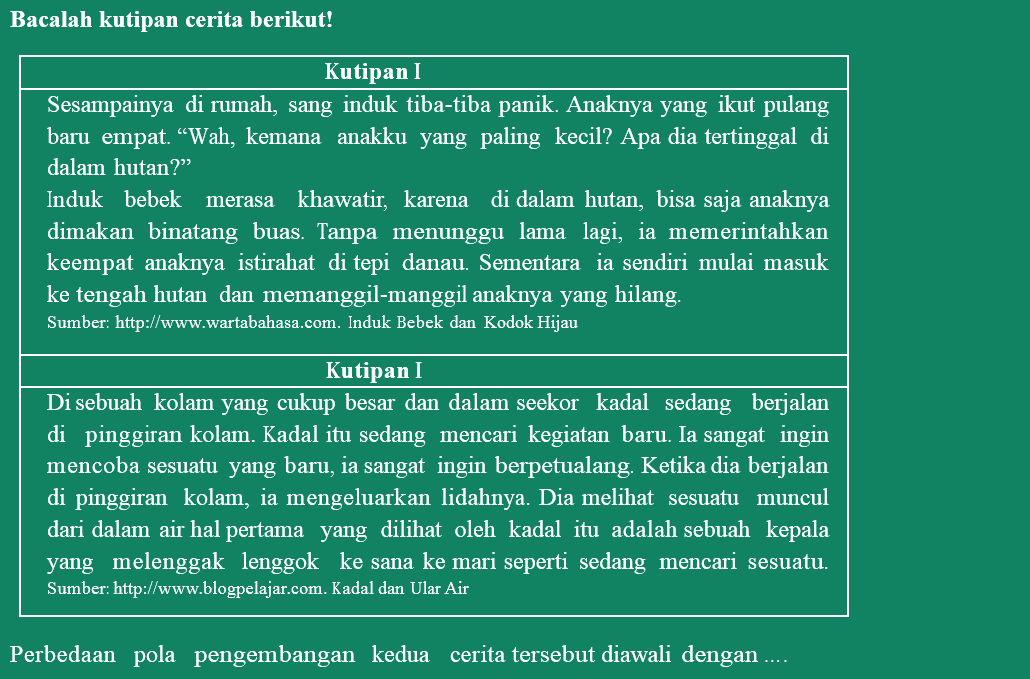 Bacalah kutipan cerita berikut!
Kutipan I
Sesampainya di rumah, sang induk tiba-tiba panik. Anaknya yang ikut pulang
baru empat. “Wah, kemana anakku yang paling kecil? Apa dia tertinggal di
dalam hutan?”
Induk bebek merasa khawatir, karena di dalam hutan, bisa saja anaknya
dimakan binatang buas. Tanpa menunggu lama lagi, ia memerintahkan
keempat anaknya istirahat di tepi danau. Sementara ia sendiri mulai masuk
ke tengah hutan dan memanggil-manggil anaknya yang hilang.
Sumber: http://www.wartabahasa.com. Induk Bebek dan Kodok Hijau
Kutipan I
Di sebuah kolam yang cukup besar dan dalam seekor kadal sedang berjalan
di pinggiran kolam. Kadal itu sedang mencari kegiatan baru. Ia sangat ingin
mencoba sesuatu yang baru, ia sangat ingin berpetualang. Ketika dia berjalan
di pinggiran kolam, ia mengeluarkan lidahnya. Dia melihat sesuatu muncul
dari dalam air hal pertama yang dilihat oleh kadal itu adalah sebuah kepala
yang melenggak lenggok ke sana ke mari seperti sedang mencari sesuatu.
Sumber: http://www.blogpelajar.com. Kadal dan Ular Air
Perbedaan pola pengembangan kedua cerita tersebut diawali dengan ....